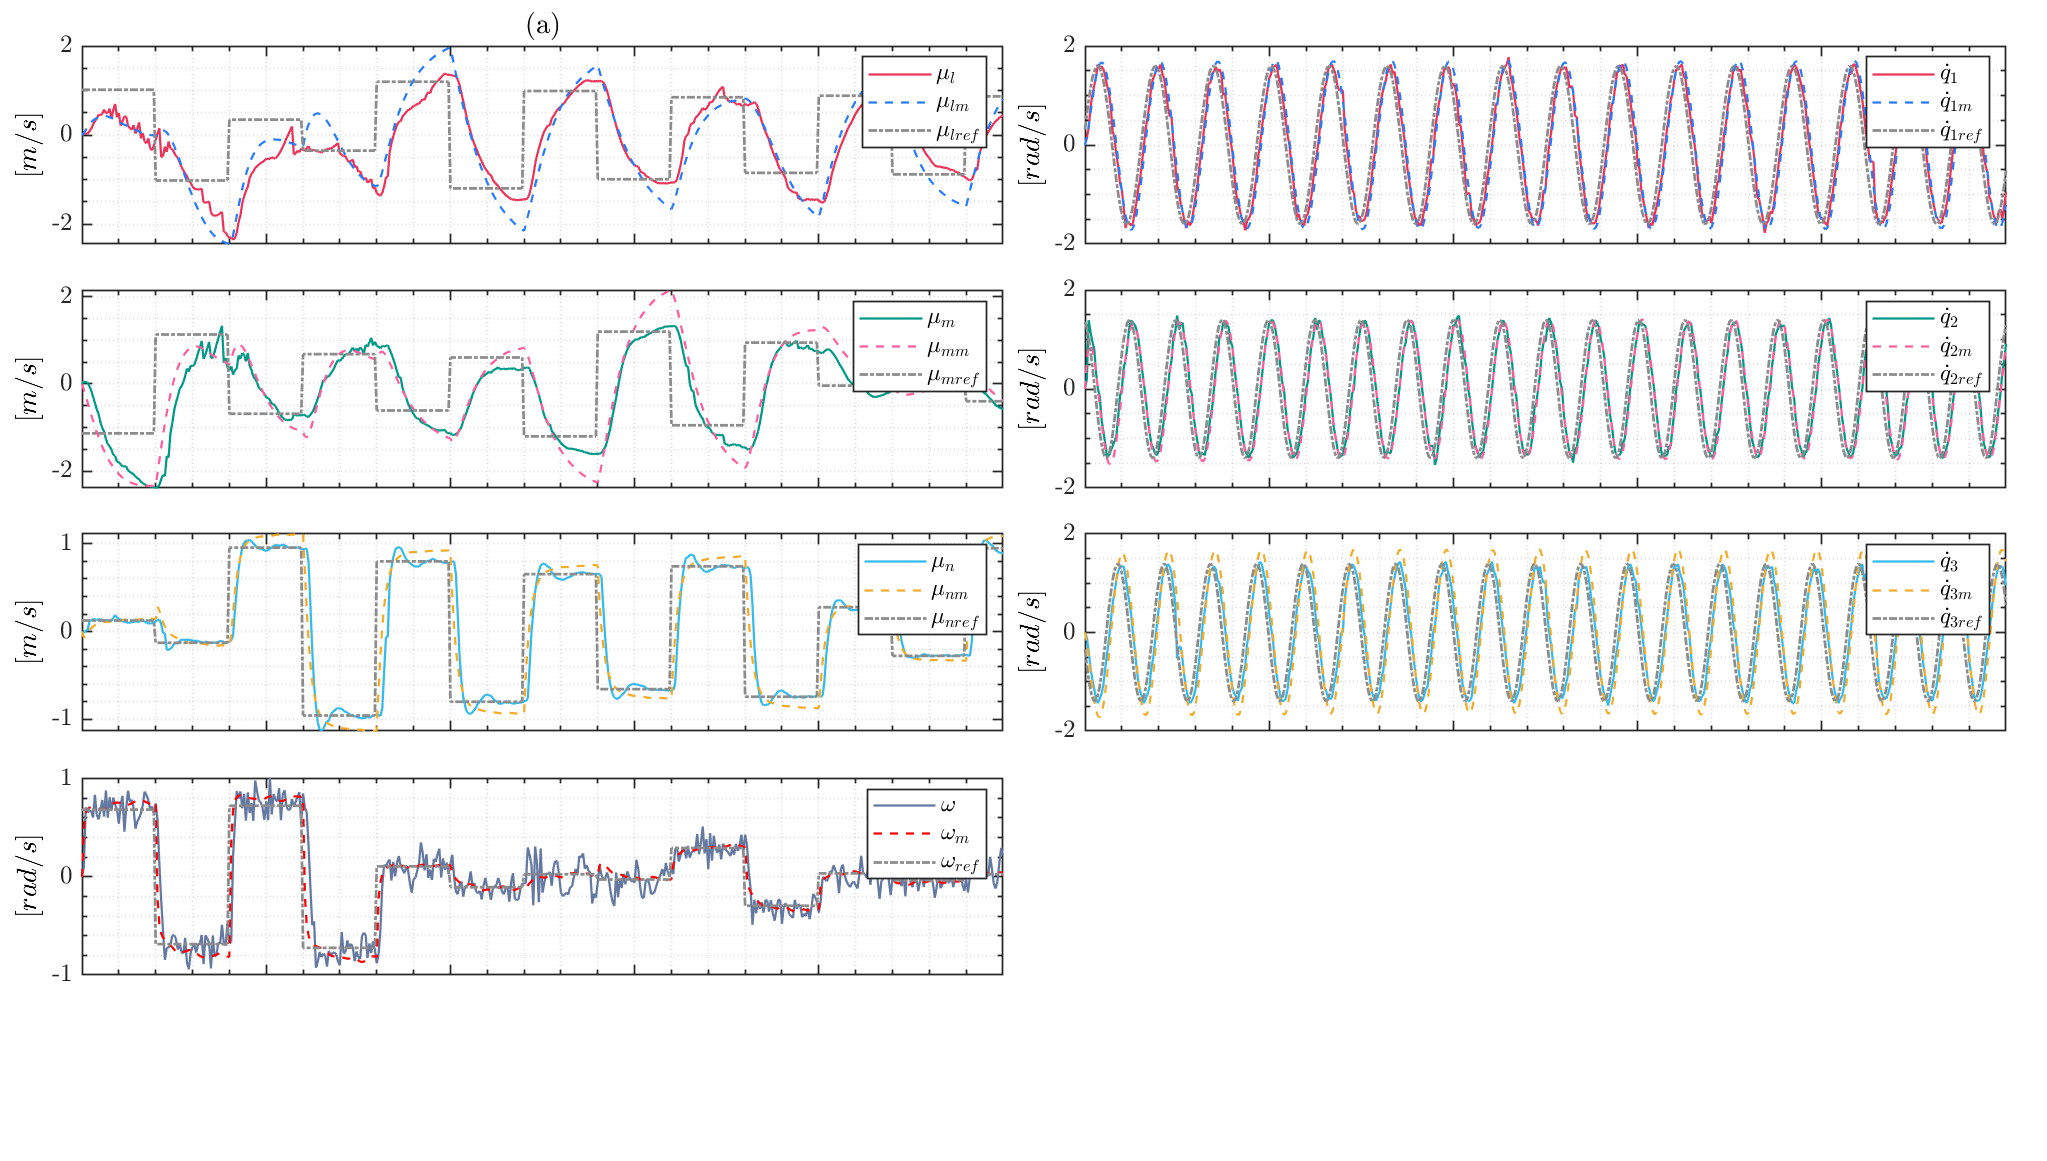 (a)
2
0
-2
[m/s]
μ_l
μ_lm
μ_lref
2
0
-2
[rad/s]
q̇_1
q̇_1m
q̇_1ref
2
0
-2
[m/s]
μ_m
μ_mm
μ_mref
2
0
-2
[rad/s]
q̇_2
q̇_2m
q̇_2ref
1
0
-1
[m/s]
μ_n
μ_nm
μ_nref
2
0
-2
[rad/s]
q̇_3
q̇_3m
q̇_3ref
1
0
-1
[rad/s]
ω
ω_m
ω_ref